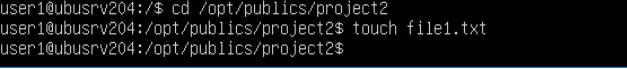 user1@ubusrv204:/$ cd /opt/publics/project2
user1@ubusrv204:/opt/publics/project2$ touch file1.txt
user1@ubusrv204:/opt/publics/project2$